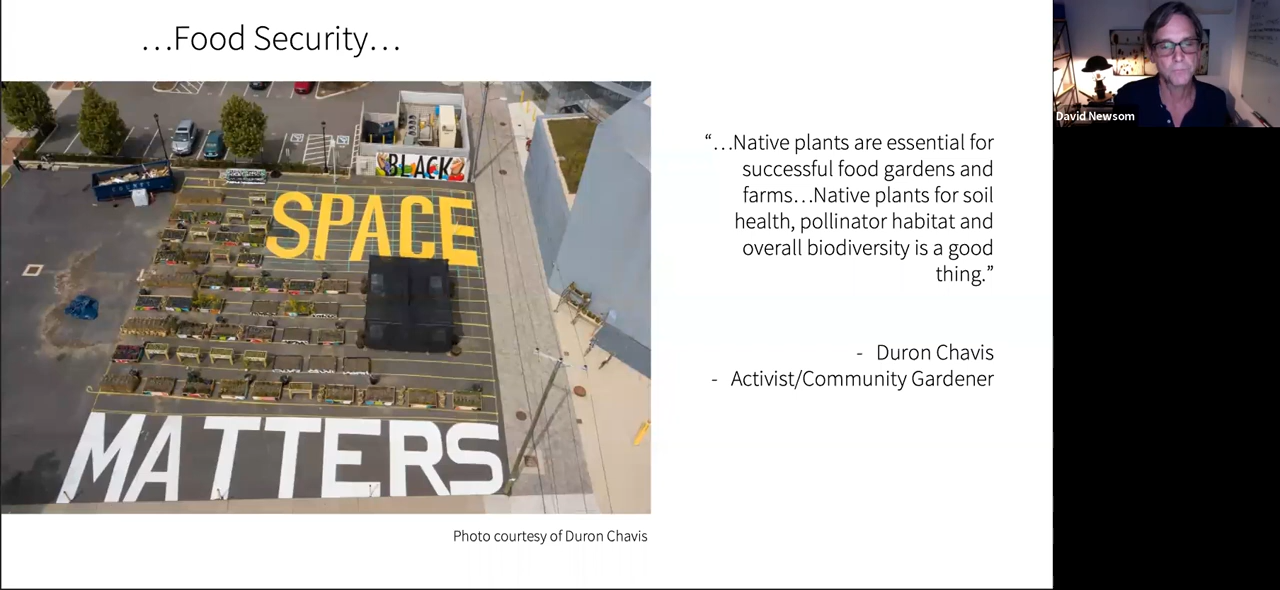 …Food Security…
BLACK
SPACE
MATTERS
“…Native plants are essential for
successful food gardens and
farms…Native plants for soil
health, pollinator habitat and
overall biodiversity is a good
thing.”
- Duron Chavis
- Activist/Community Gardener
Photo courtesy of Duron Chavis
David Newsom